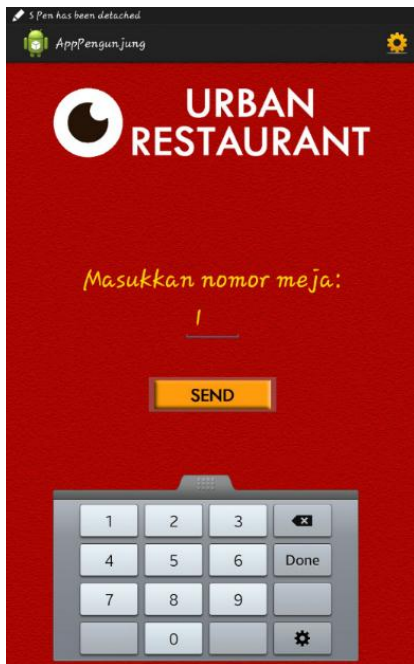 S Pen has been detached
AppPengunjung
URBAN
RESTAURANT
Masukkan nomor meja:
1
SEND
1 2 3
4 5 6 Done
7 8 9
0